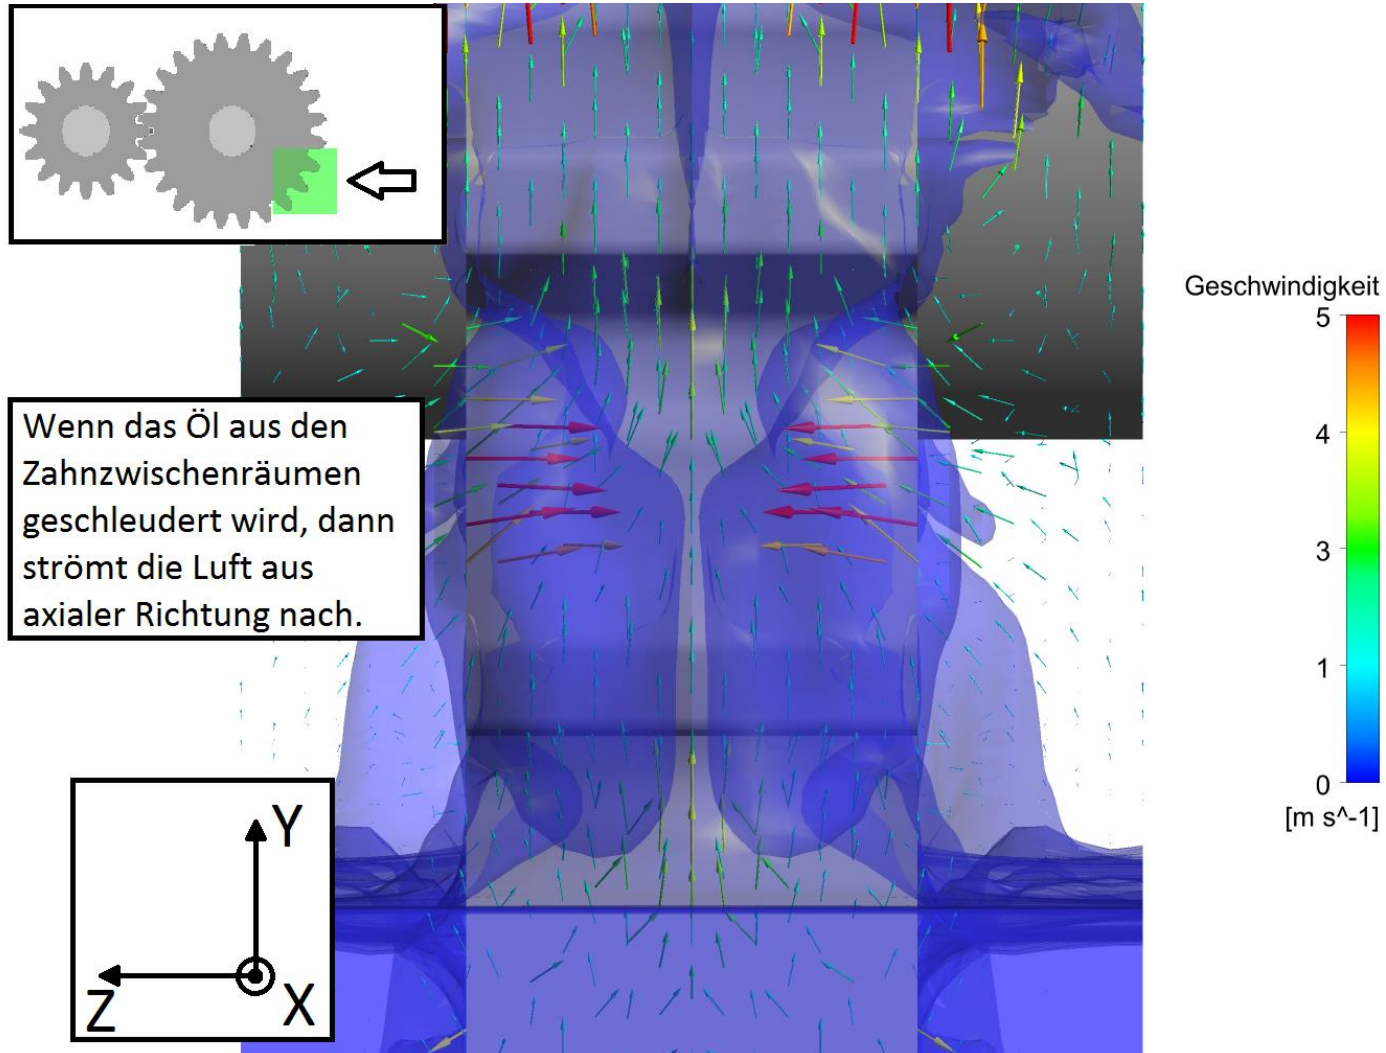 Wenn das Öl aus den
Zahnzwischenräumen
geschleudert wird, dann
strömt die Luft aus
axialer Richtung nach.
Y
Z
X
Geschwindigkeit
5
4
3
1
0
[m s^-1]